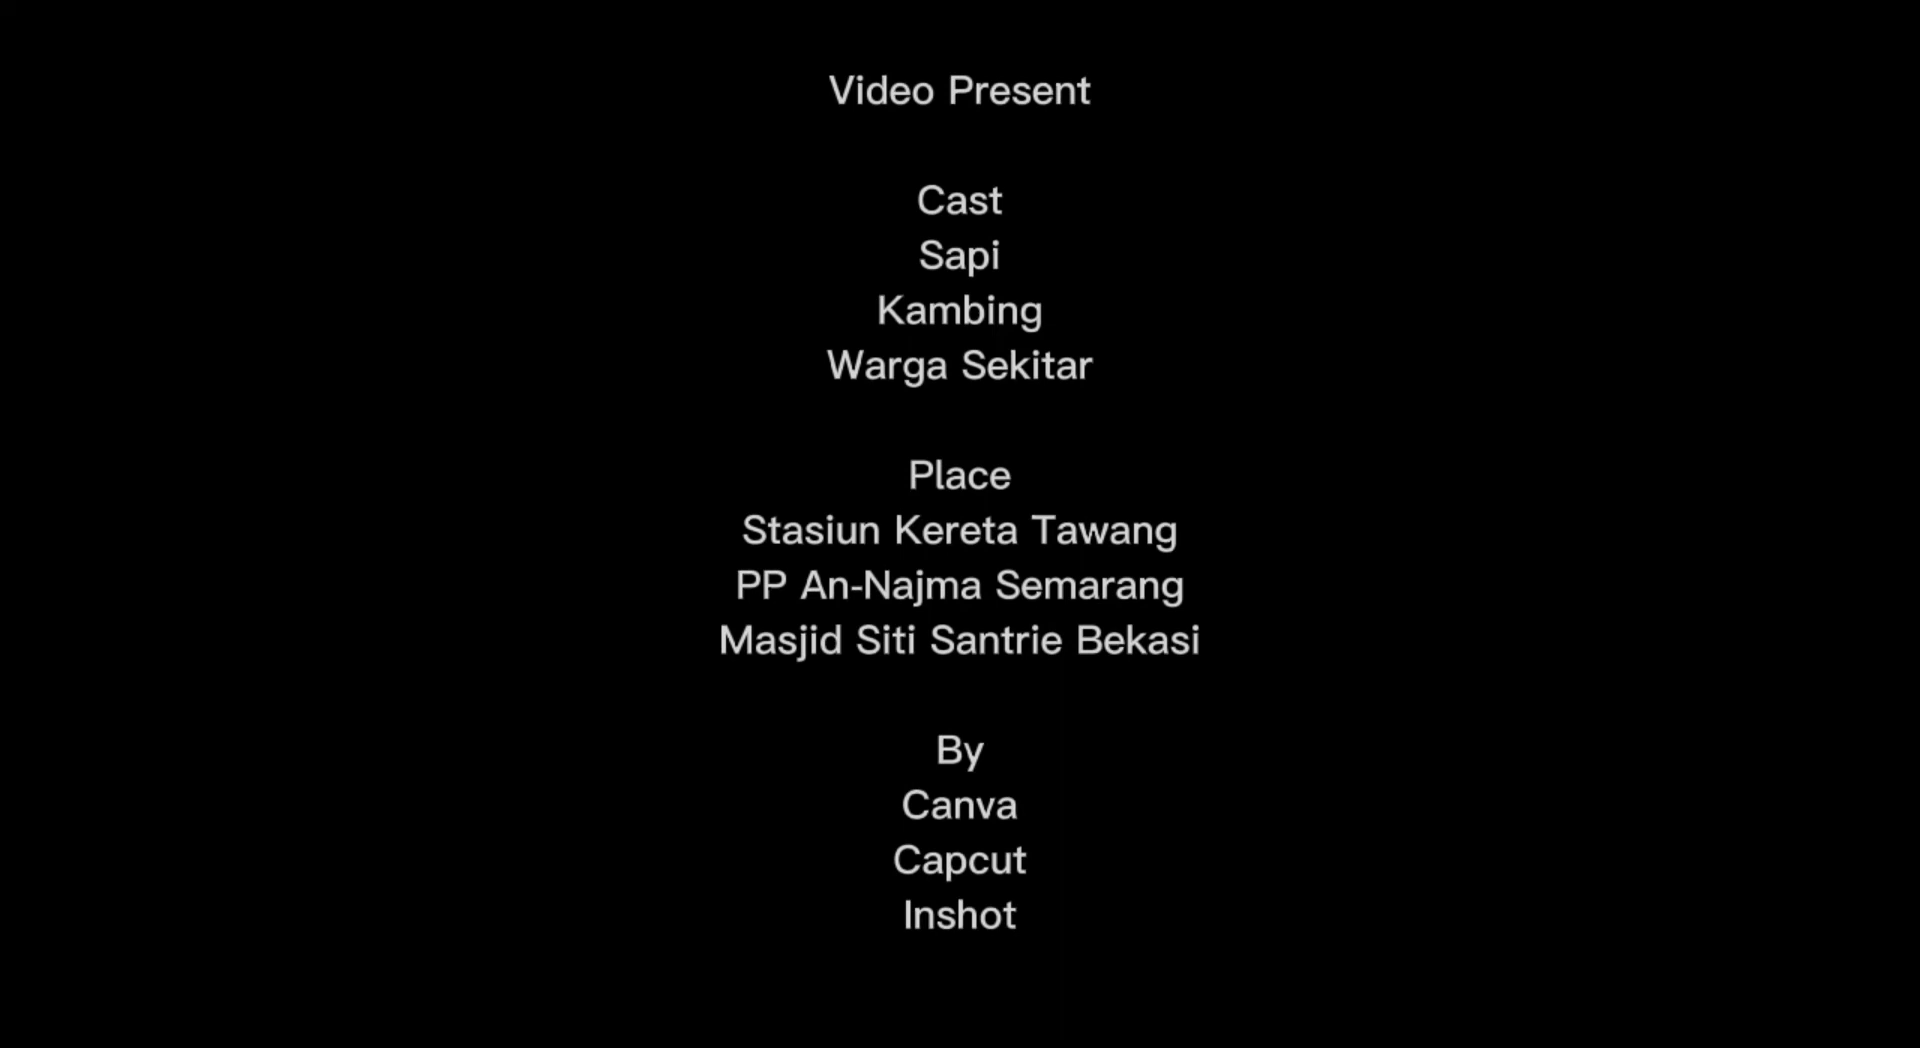 Video Present
Cast
Sapi
Kambing
Warga Sekitar
Place
Stasiun Kereta Tawang
PP An-Najma Semarang
Masjid Siti Santrie Bekasi
By
Canva
Capcut
Inshot